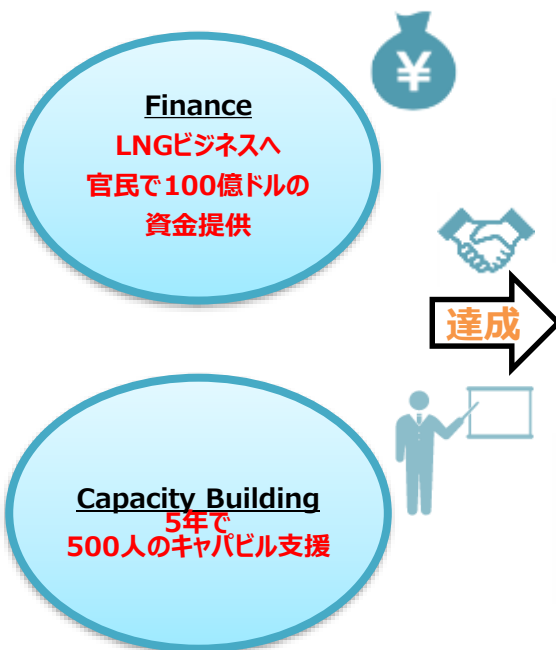 ¥
Finance
LNGビジネスへ
官民で100億ドルの
資金提供
達成
Capacity Building
5年で
500人のキャパビル支援